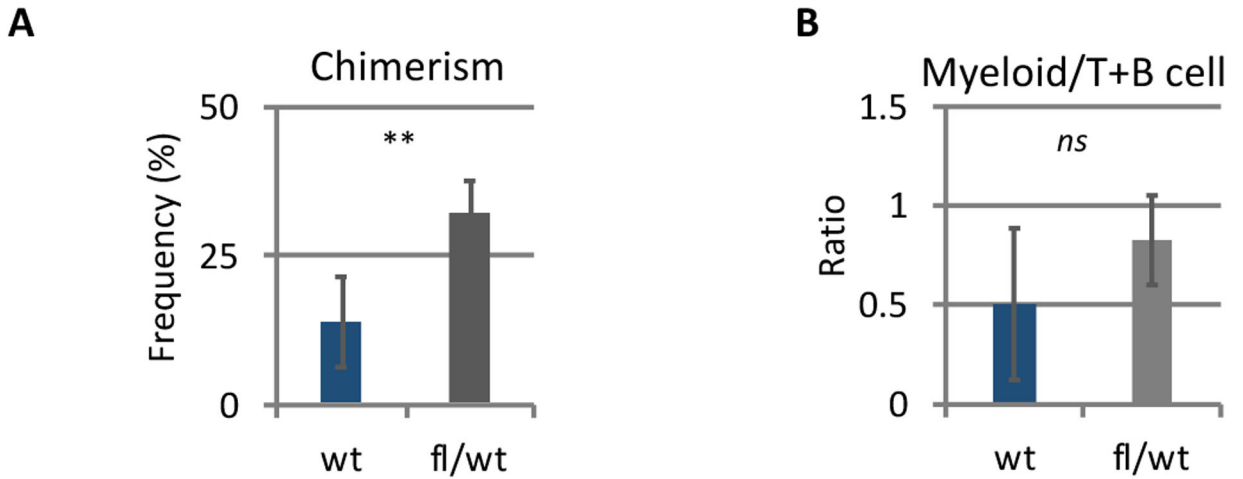 A
Chimerism
Frequency (%)
50
25
0
**
wt
fl/wt
B
Myeloid/T+B cell
Ratio
1.5
1
0.5
0
ns
wt
fl/wt